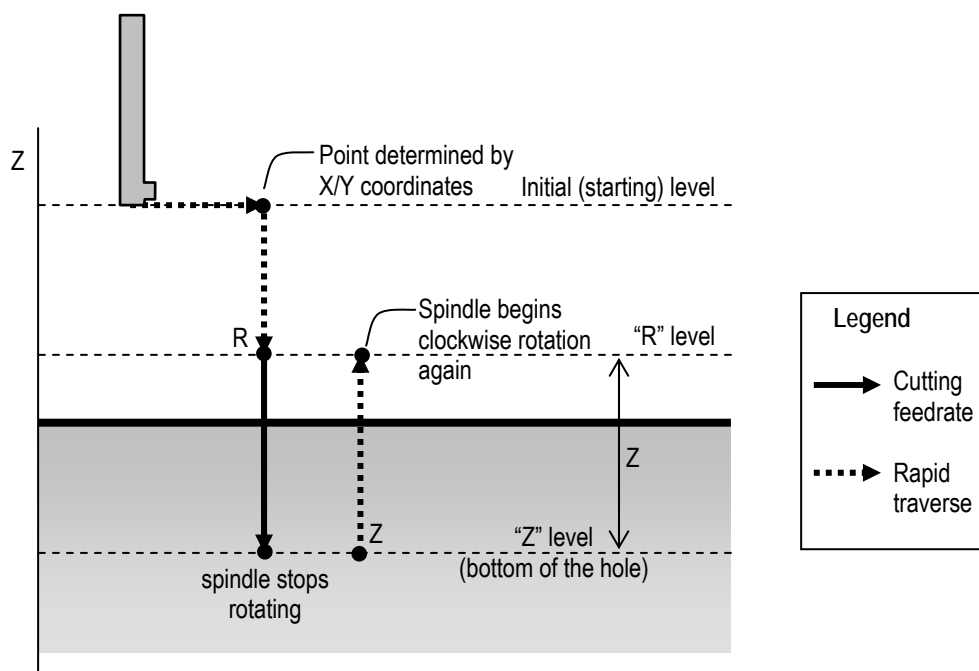 Z
Point determined by
X/Y coordinates
Initial (starting) level
R
Spindle begins
clockwise rotation
again
“R” level
Z
Z
“Z” level
(bottom of the hole)
spindle stops
rotating
Legend
Cutting
feedrate
Rapid
traverse